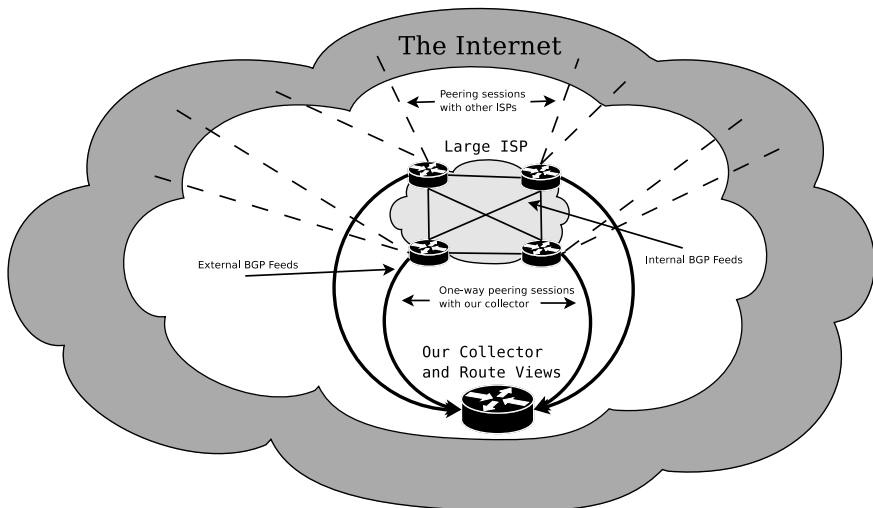 The Internet
Peering sessions
with other ISPs
Large ISP
External BGP Feeds
Internal BGP Feeds
One-way peering sessions
with our collector
Our Collector
and Route Views